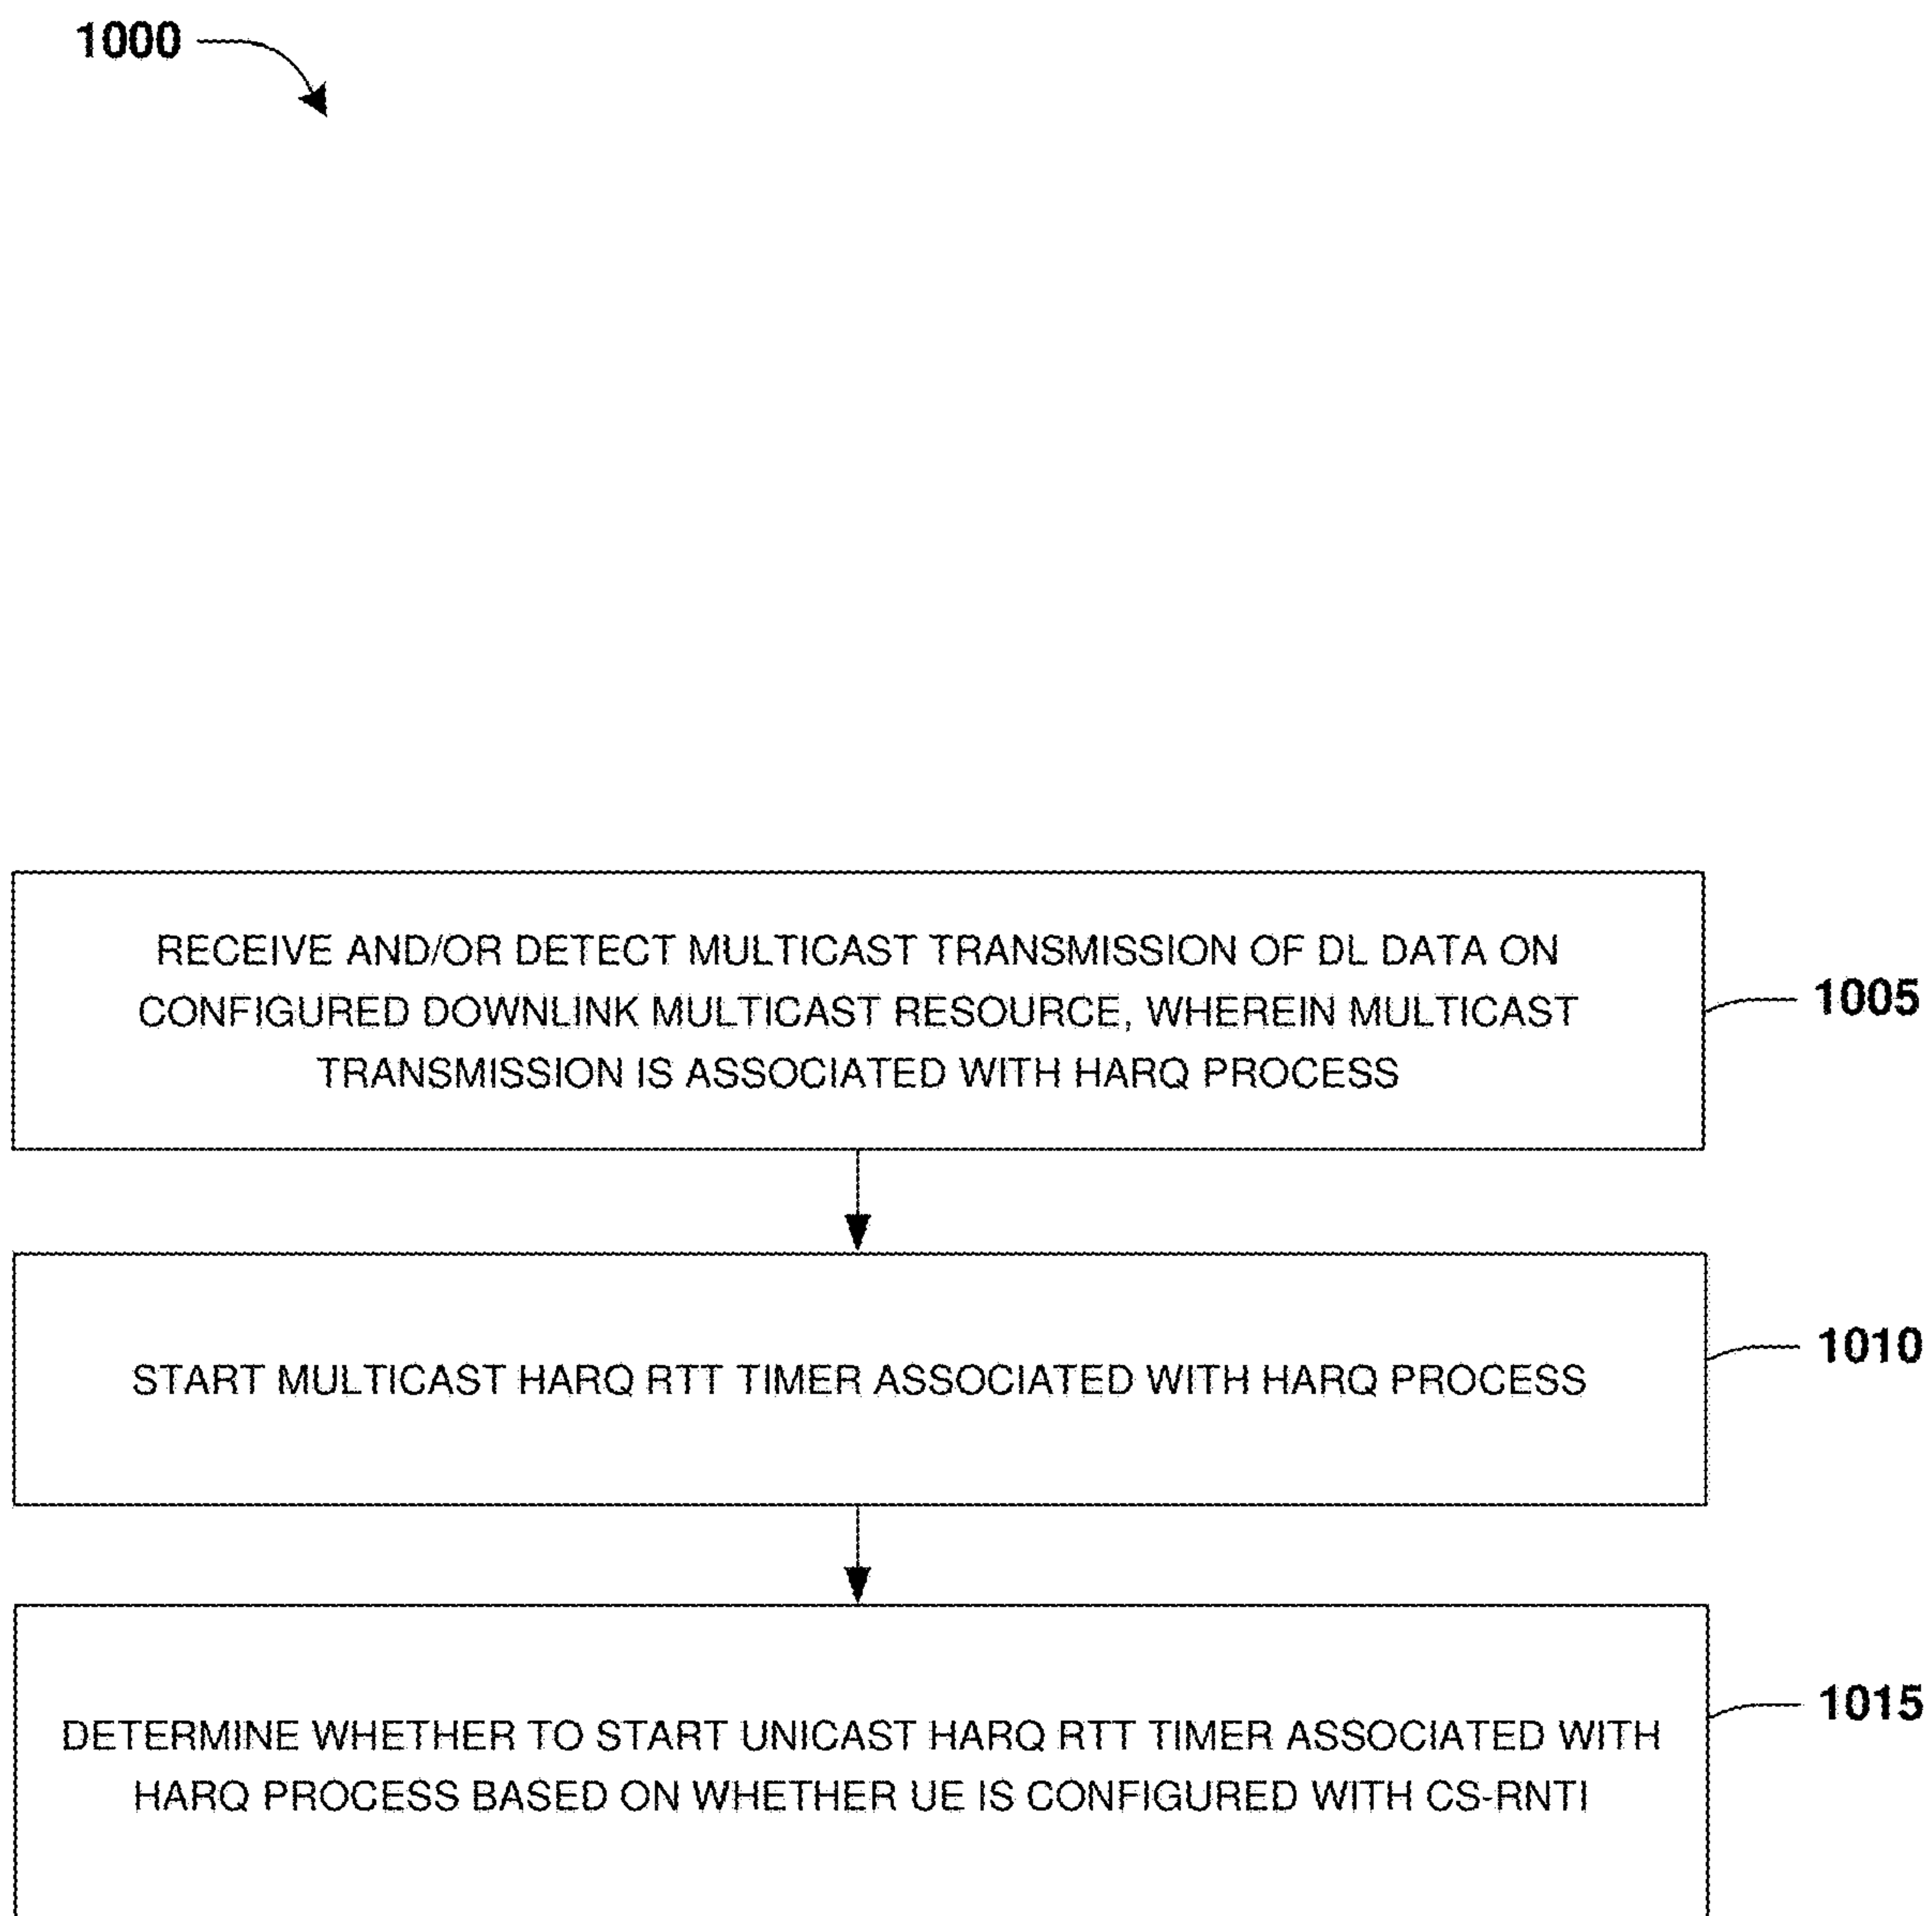 1000
RECEIVE AND/OR DETECT MULTICAST TRANSMISSION OF DL DATA ON
CONFIGURED DOWNLINK MULTICAST RESOURCE, WHEREIN MULTICAST
TRANSMISSION IS ASSOCIATED WITH HARQ PROCESS
1005
START MULTICAST HARQ RTT TIMER ASSOCIATED WITH HARQ PROCESS
1010
DETERMINE WHETHER TO START UNICAST HARQ RTT TIMER ASSOCIATED WITH
HARQ PROCESS BASED ON WHETHER UE IS CONFIGURED WITH CS-RNTI
1015